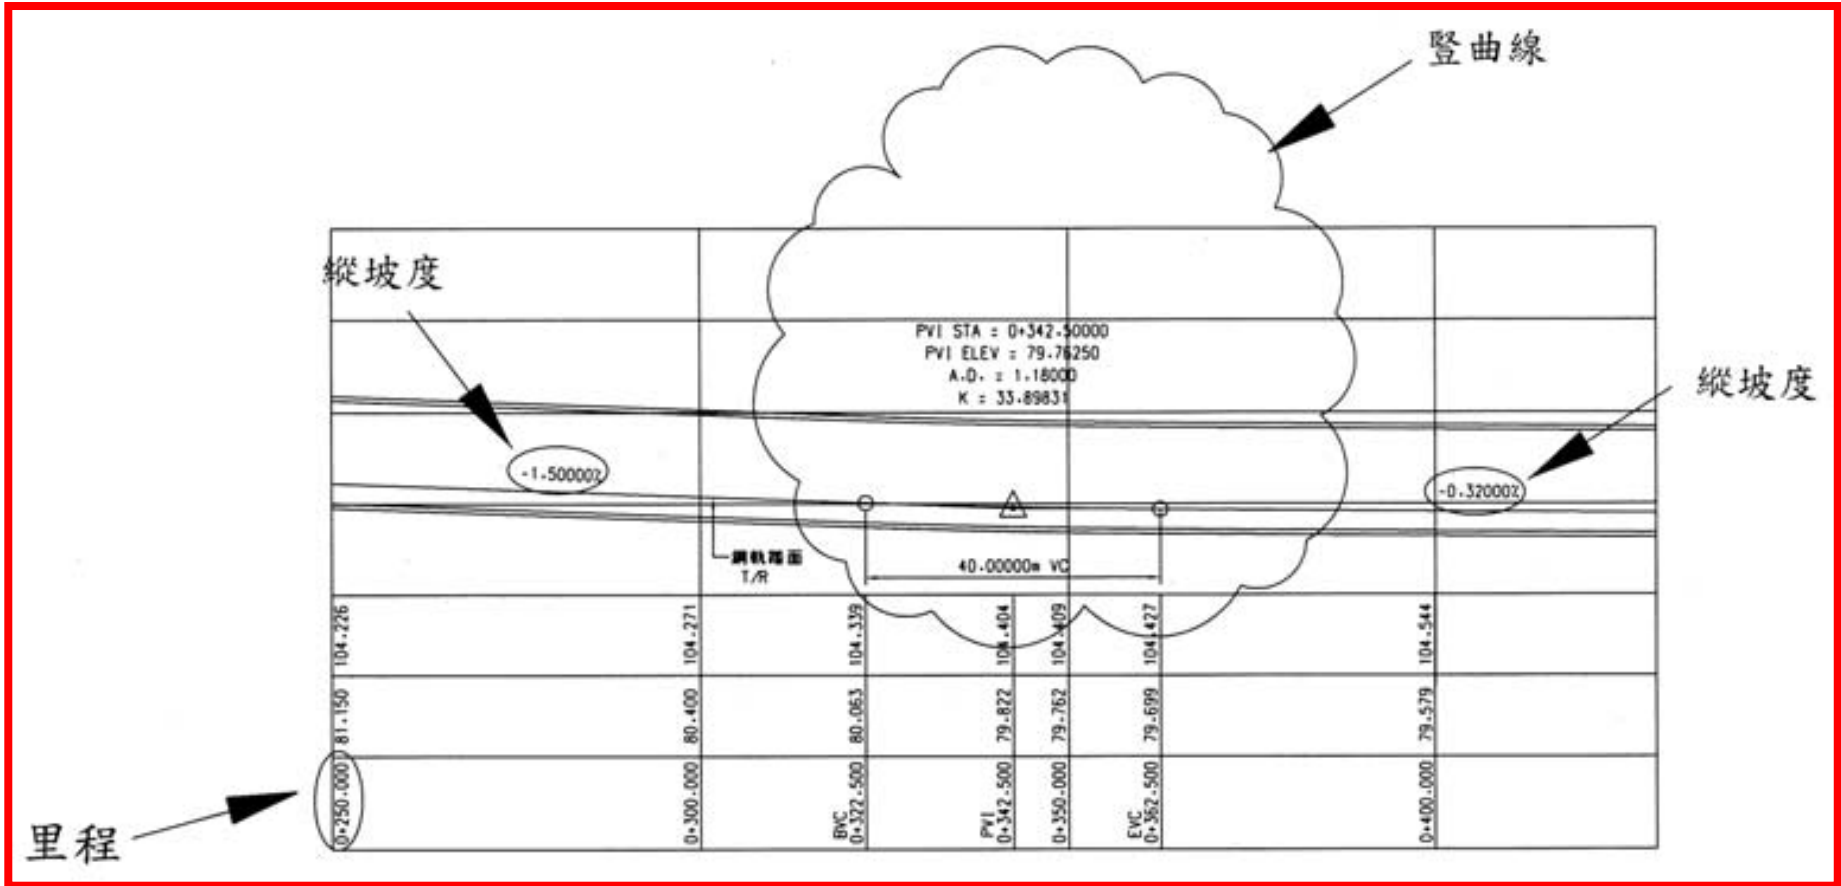 豎曲線
縱坡度
PVI STA = 0+342.50000
PVI ELEV = 79.76250
A.D. = 1.18000
K = 33.89831
縱坡度
-1.50000%
-0.32000%
鋼軌踏面
T/R
40.00000m VC
104.226
104.271
104.339
104.404
104.409
104.427
104.544
81.150
80.400
80.063
79.822
79.762
79.699
79.579
0+250.000
0+300.000
BVC
0+322.500
PVI
0+342.500
0+350.000
EVC
0+362.500
0+400.000
里程